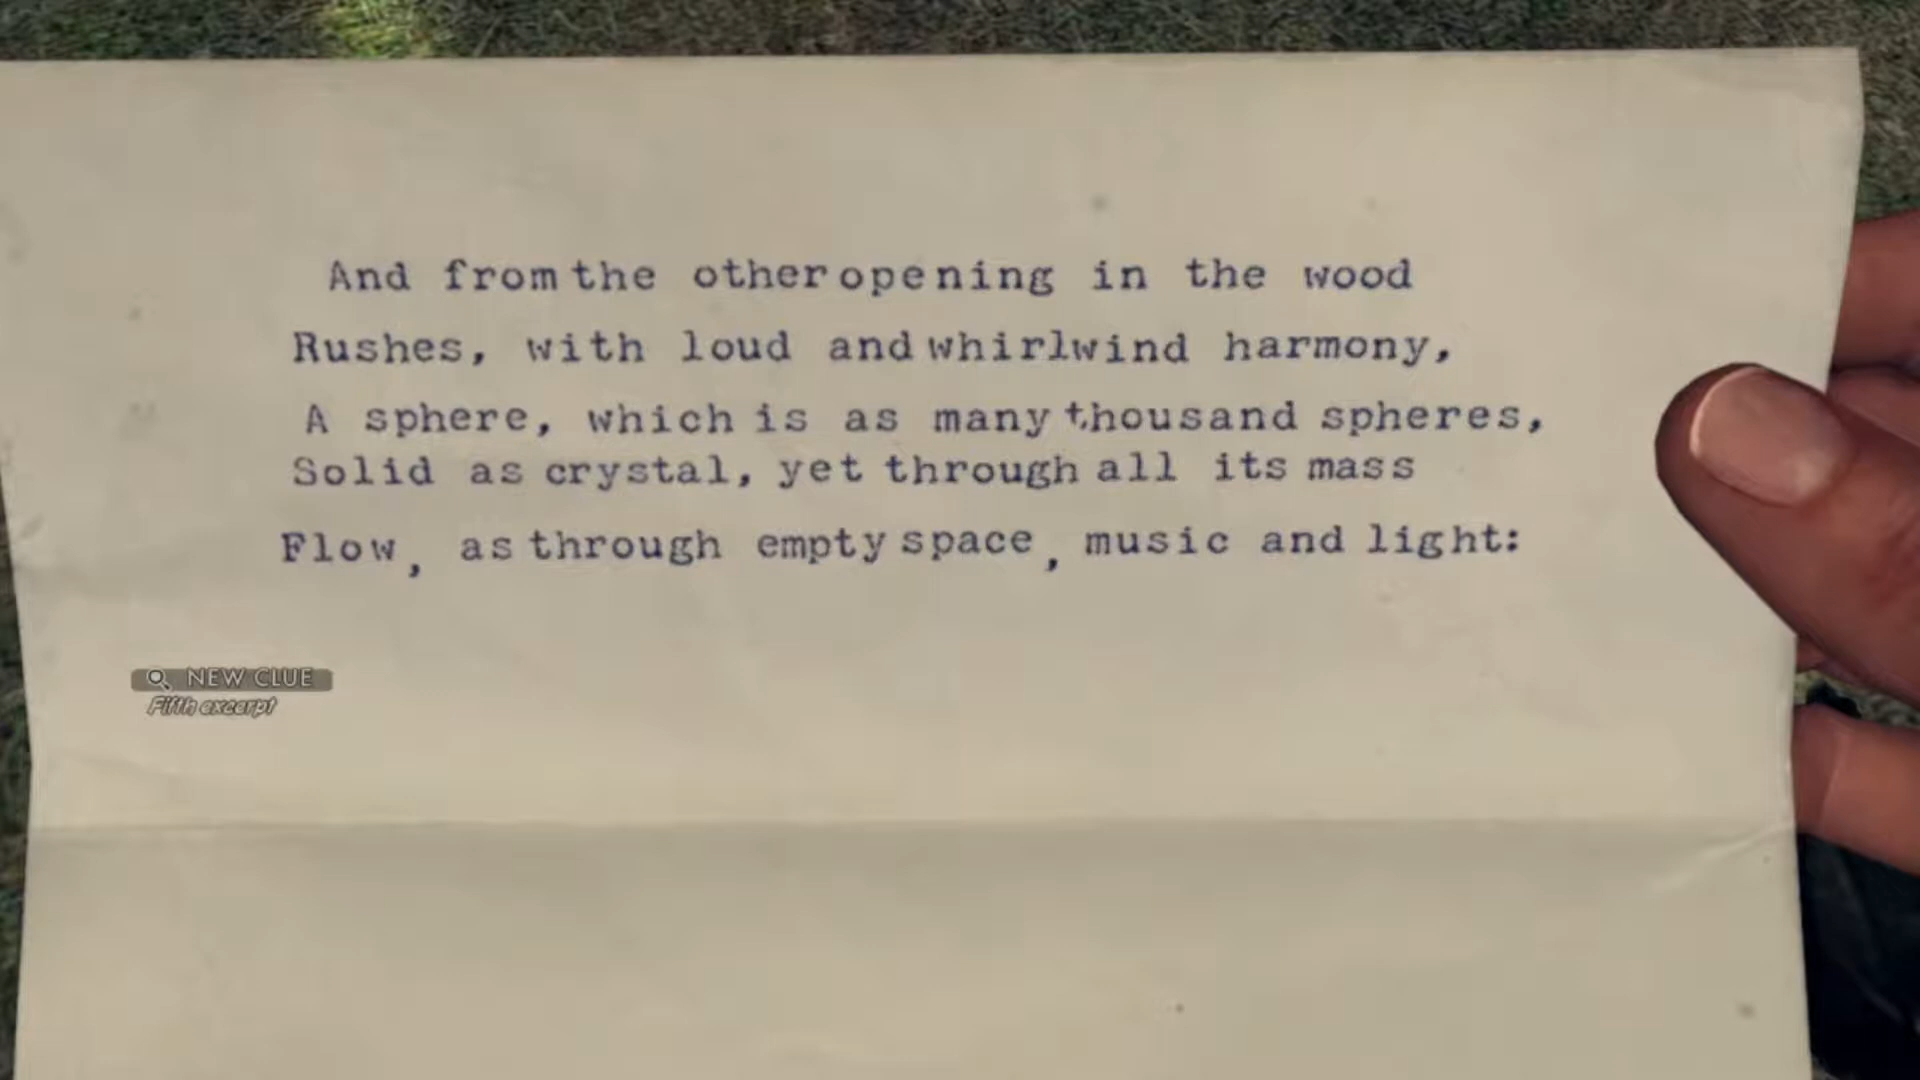 And from the other opening in the wood
Rushes, with loud and whirlwind harmony,
A sphere, which is as many thousand spheres,
Solid as crystal, yet through all its mass
Flow, as through empty space, music and light:
NEW CLUE
Fifth excerpt